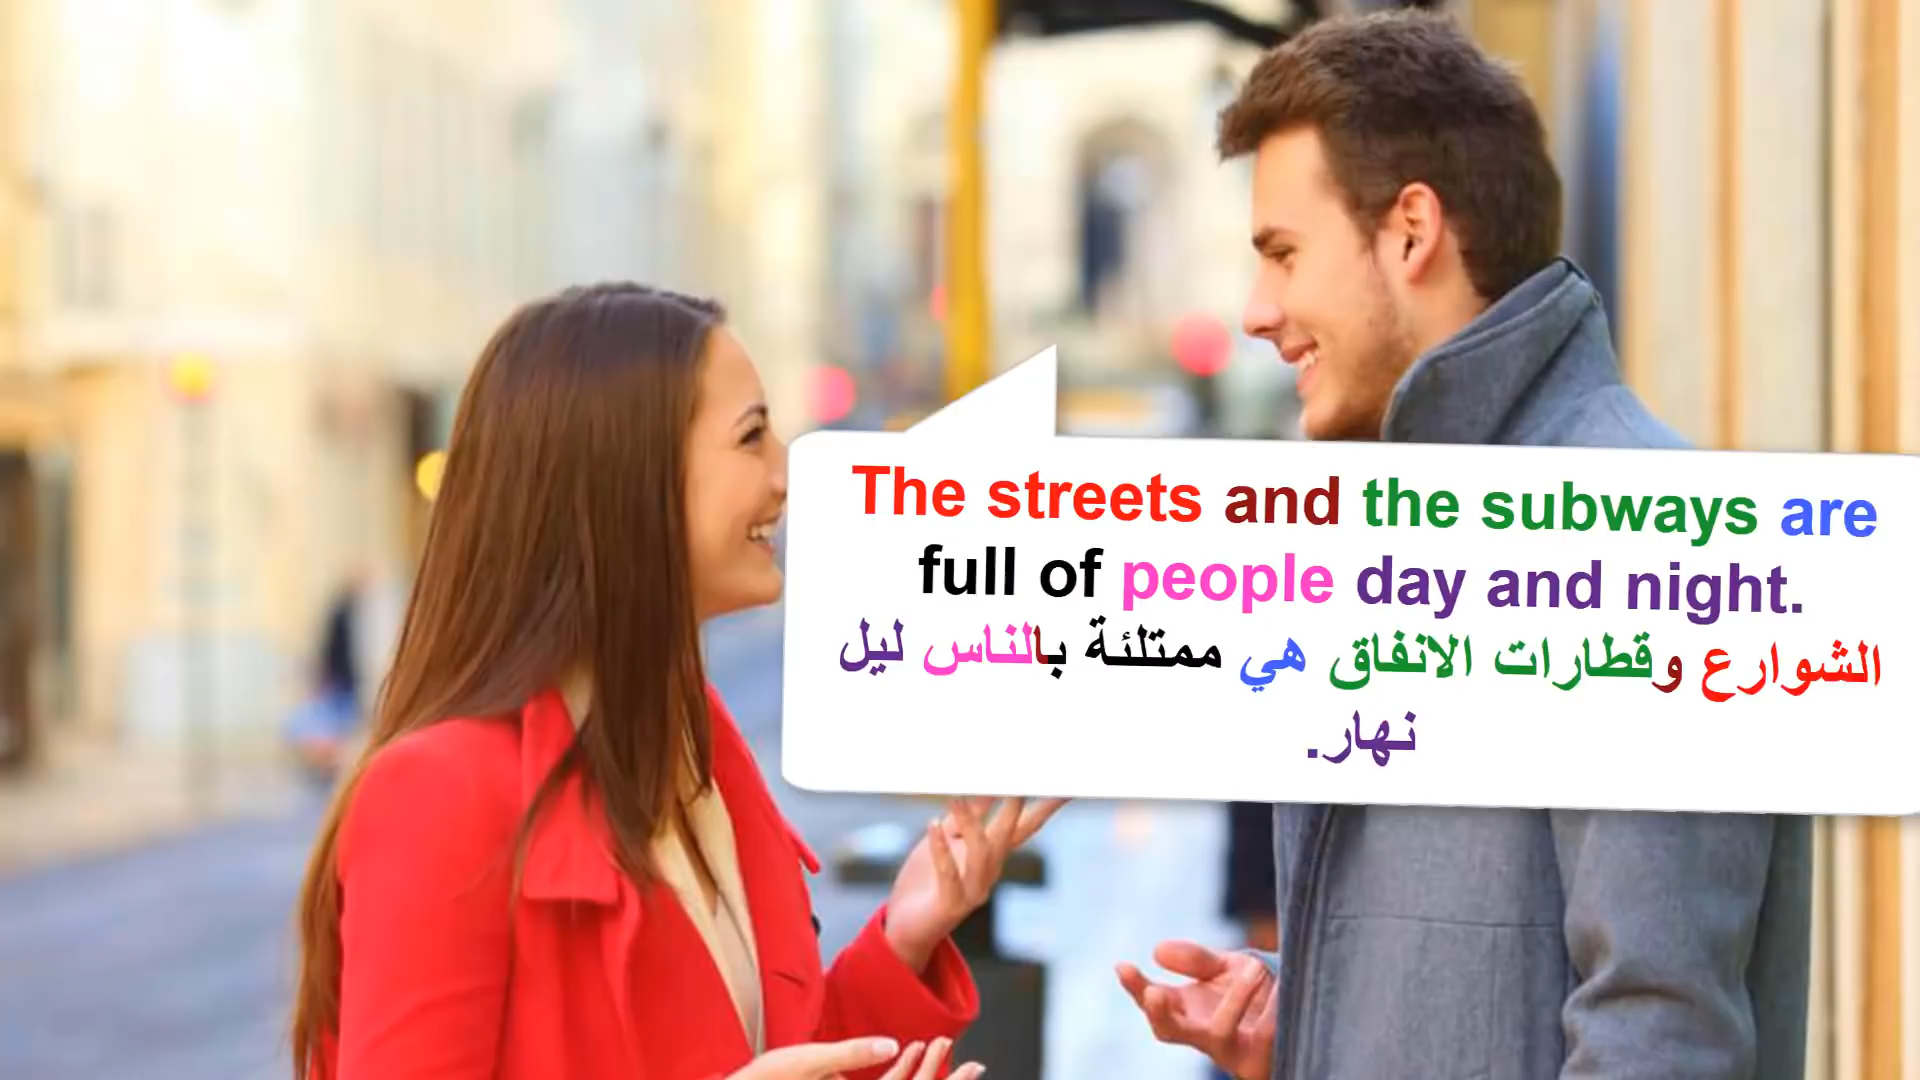 The streets and the subways are
full of people day and night.
الشوارع وقطارات الانفاق هي ممتلئة بالناس ليل
نهار.